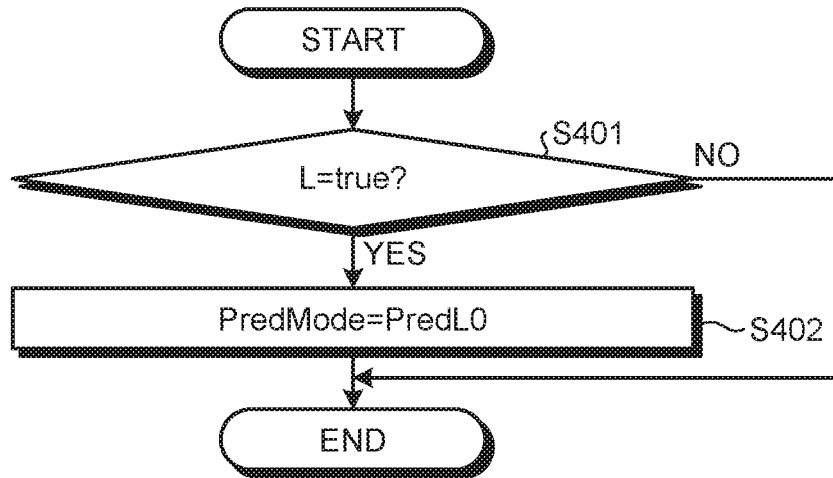 START
S401
L=true?
NO
YES
PredMode=PredL0
S402
END